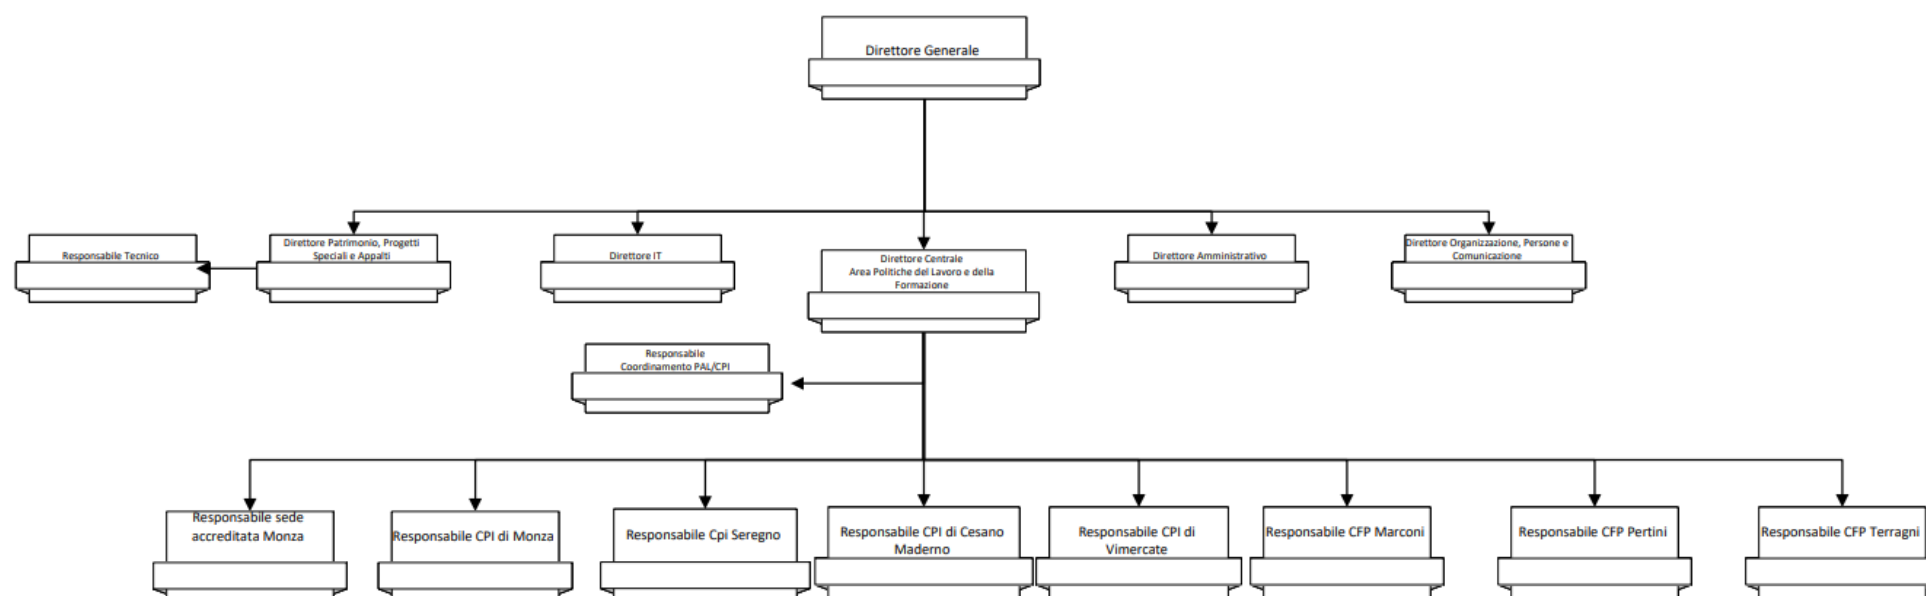 Direttore Generale
Responsabile Tecnico
Direttore Patrimonio, Progetti
Speciali e Appalti
Direttore IT
Direttore Centrale
Area Politiche del Lavoro e della
Formazione
Direttore Amministrativo
Direttore Organizzazione, Persone e
Comunicazione
Responsabile
Coordinamento PAL/CPI
Responsabile sede
accreditata Monza
Responsabile CPI di Monza
Responsabile Cpi Seregno
Responsabile CPI di Cesano
Maderno
Responsabile CPI di
Vimercate
Responsabile CFP Marconi
Responsabile CFP Pertini
Responsabile CFP Terragni